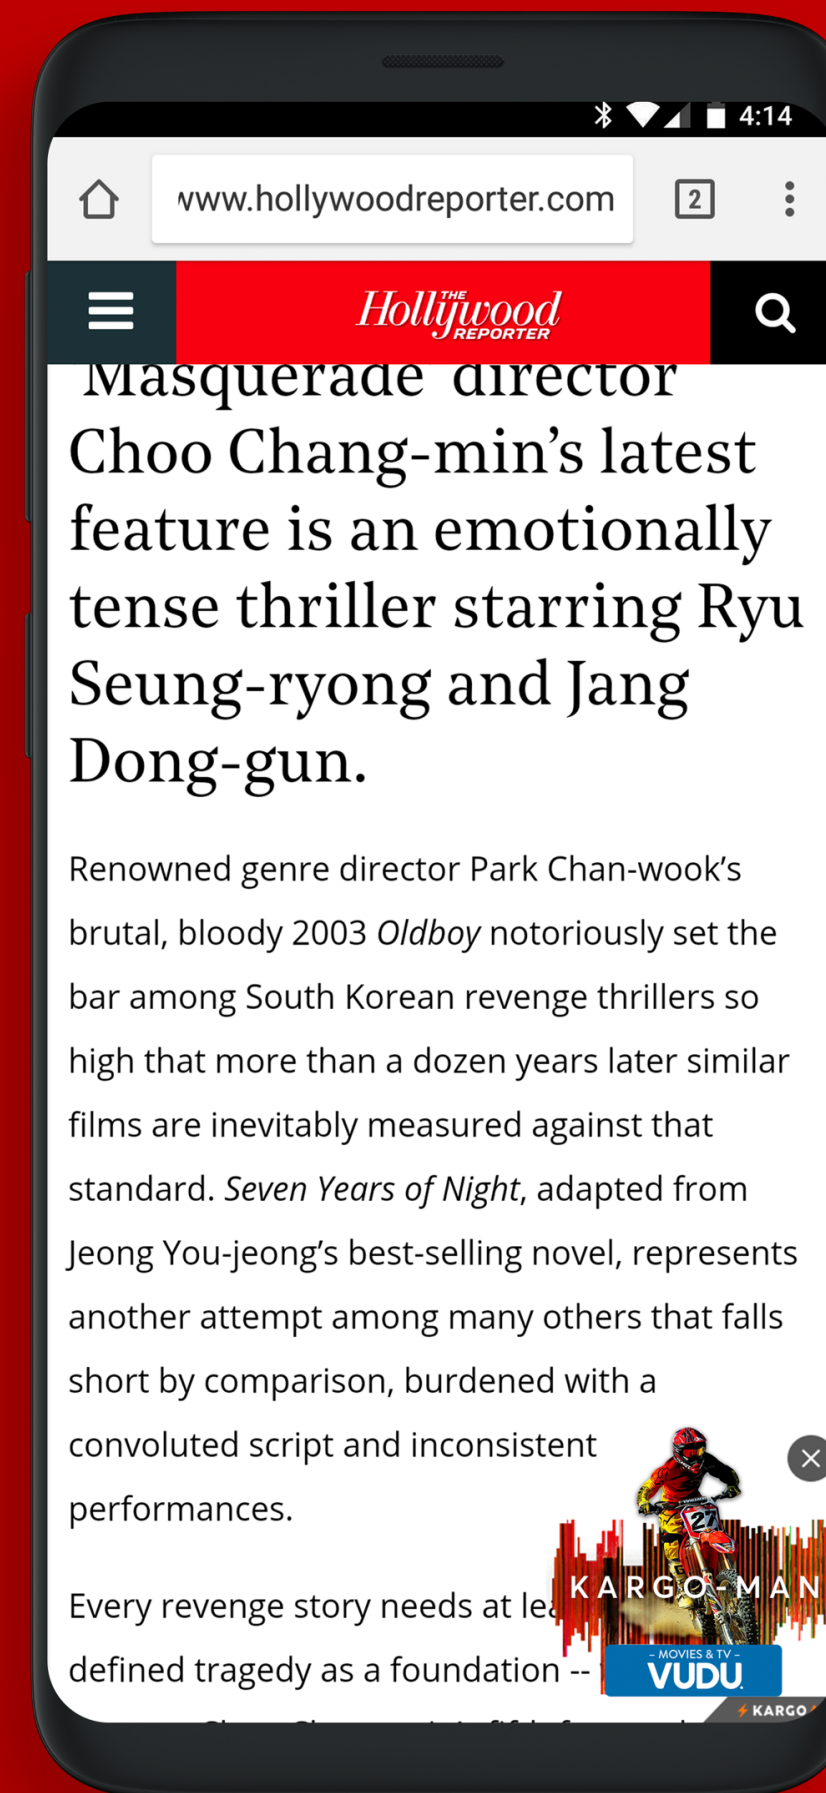 4:14
www.hollywoodreporter.com
2
THE
Hollywood
REPORTER
'Masquerade' director
Choo Chang-min’s latest
feature is an emotionally
tense thriller starring Ryu
Seung-ryong and Jang
Dong-gun.
Renowned genre director Park Chan-wook’s
brutal, bloody 2003 Oldboy notoriously set the
bar among South Korean revenge thrillers so
high that more than a dozen years later similar
films are inevitably measured against that
standard. Seven Years of Night, adapted from
Jeong You-jeong’s best-selling novel, represents
another attempt among many others that falls
short by comparison, burdened with a
convoluted script and inconsistent
performances.
Every revenge story needs at
defined tragedy as a foundation --
27
KARGO-MAN
- MOVIES & TV -
VUDU
KARGO